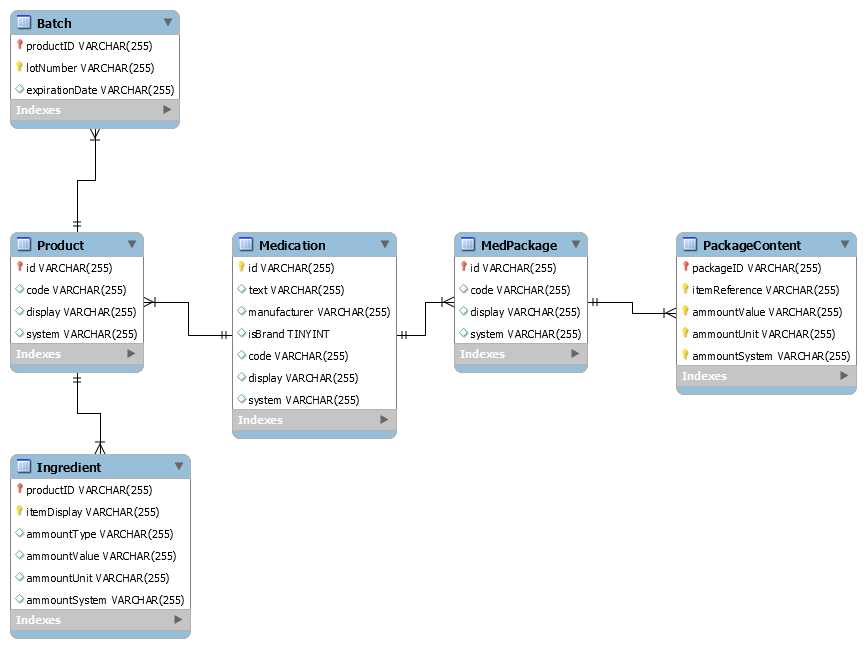 Batch
productID VARCHAR(255)
lotNumber VARCHAR(255)
expirationDate VARCHAR(255)
Indexes
Product
id VARCHAR(255)
code VARCHAR(255)
display VARCHAR(255)
system VARCHAR(255)
Indexes
Medication
id VARCHAR(255)
text VARCHAR(255)
manufacturer VARCHAR(255)
isBrand TINYINT
code VARCHAR(255)
display VARCHAR(255)
system VARCHAR(255)
Indexes
MedPackage
id VARCHAR(255)
code VARCHAR(255)
display VARCHAR(255)
system VARCHAR(255)
Indexes
PackageContent
packageID VARCHAR(255)
itemReference VARCHAR(255)
ammountValue VARCHAR(255)
ammountUnit VARCHAR(255)
ammountSystem VARCHAR(255)
Indexes
Ingredient
productID VARCHAR(255)
itemDisplay VARCHAR(255)
ammountType VARCHAR(255)
ammountValue VARCHAR(255)
ammountUnit VARCHAR(255)
ammountSystem VARCHAR(255)
Indexes